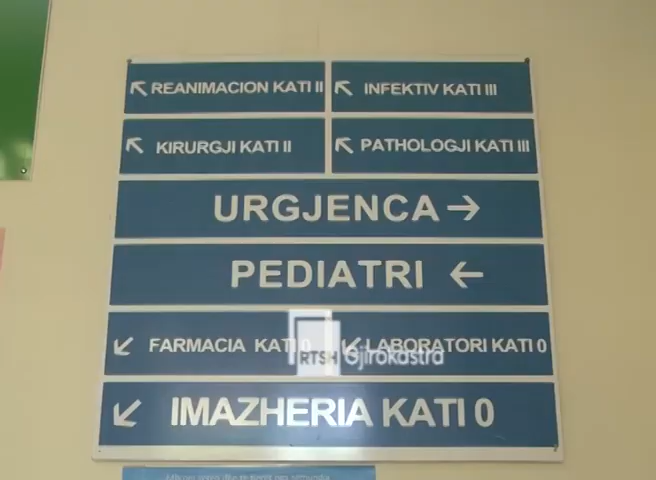 REANIMACION KATI II
INFEKTIV KATI III
KIRURGJI KATI II
PATHOLOGJI KATI III
URGJENCA
PEDIATRI
FARMACIA KATI 0
LABORATORI KATI 0
RTSH Gjirokastra
IMAZHERIA KATI 0